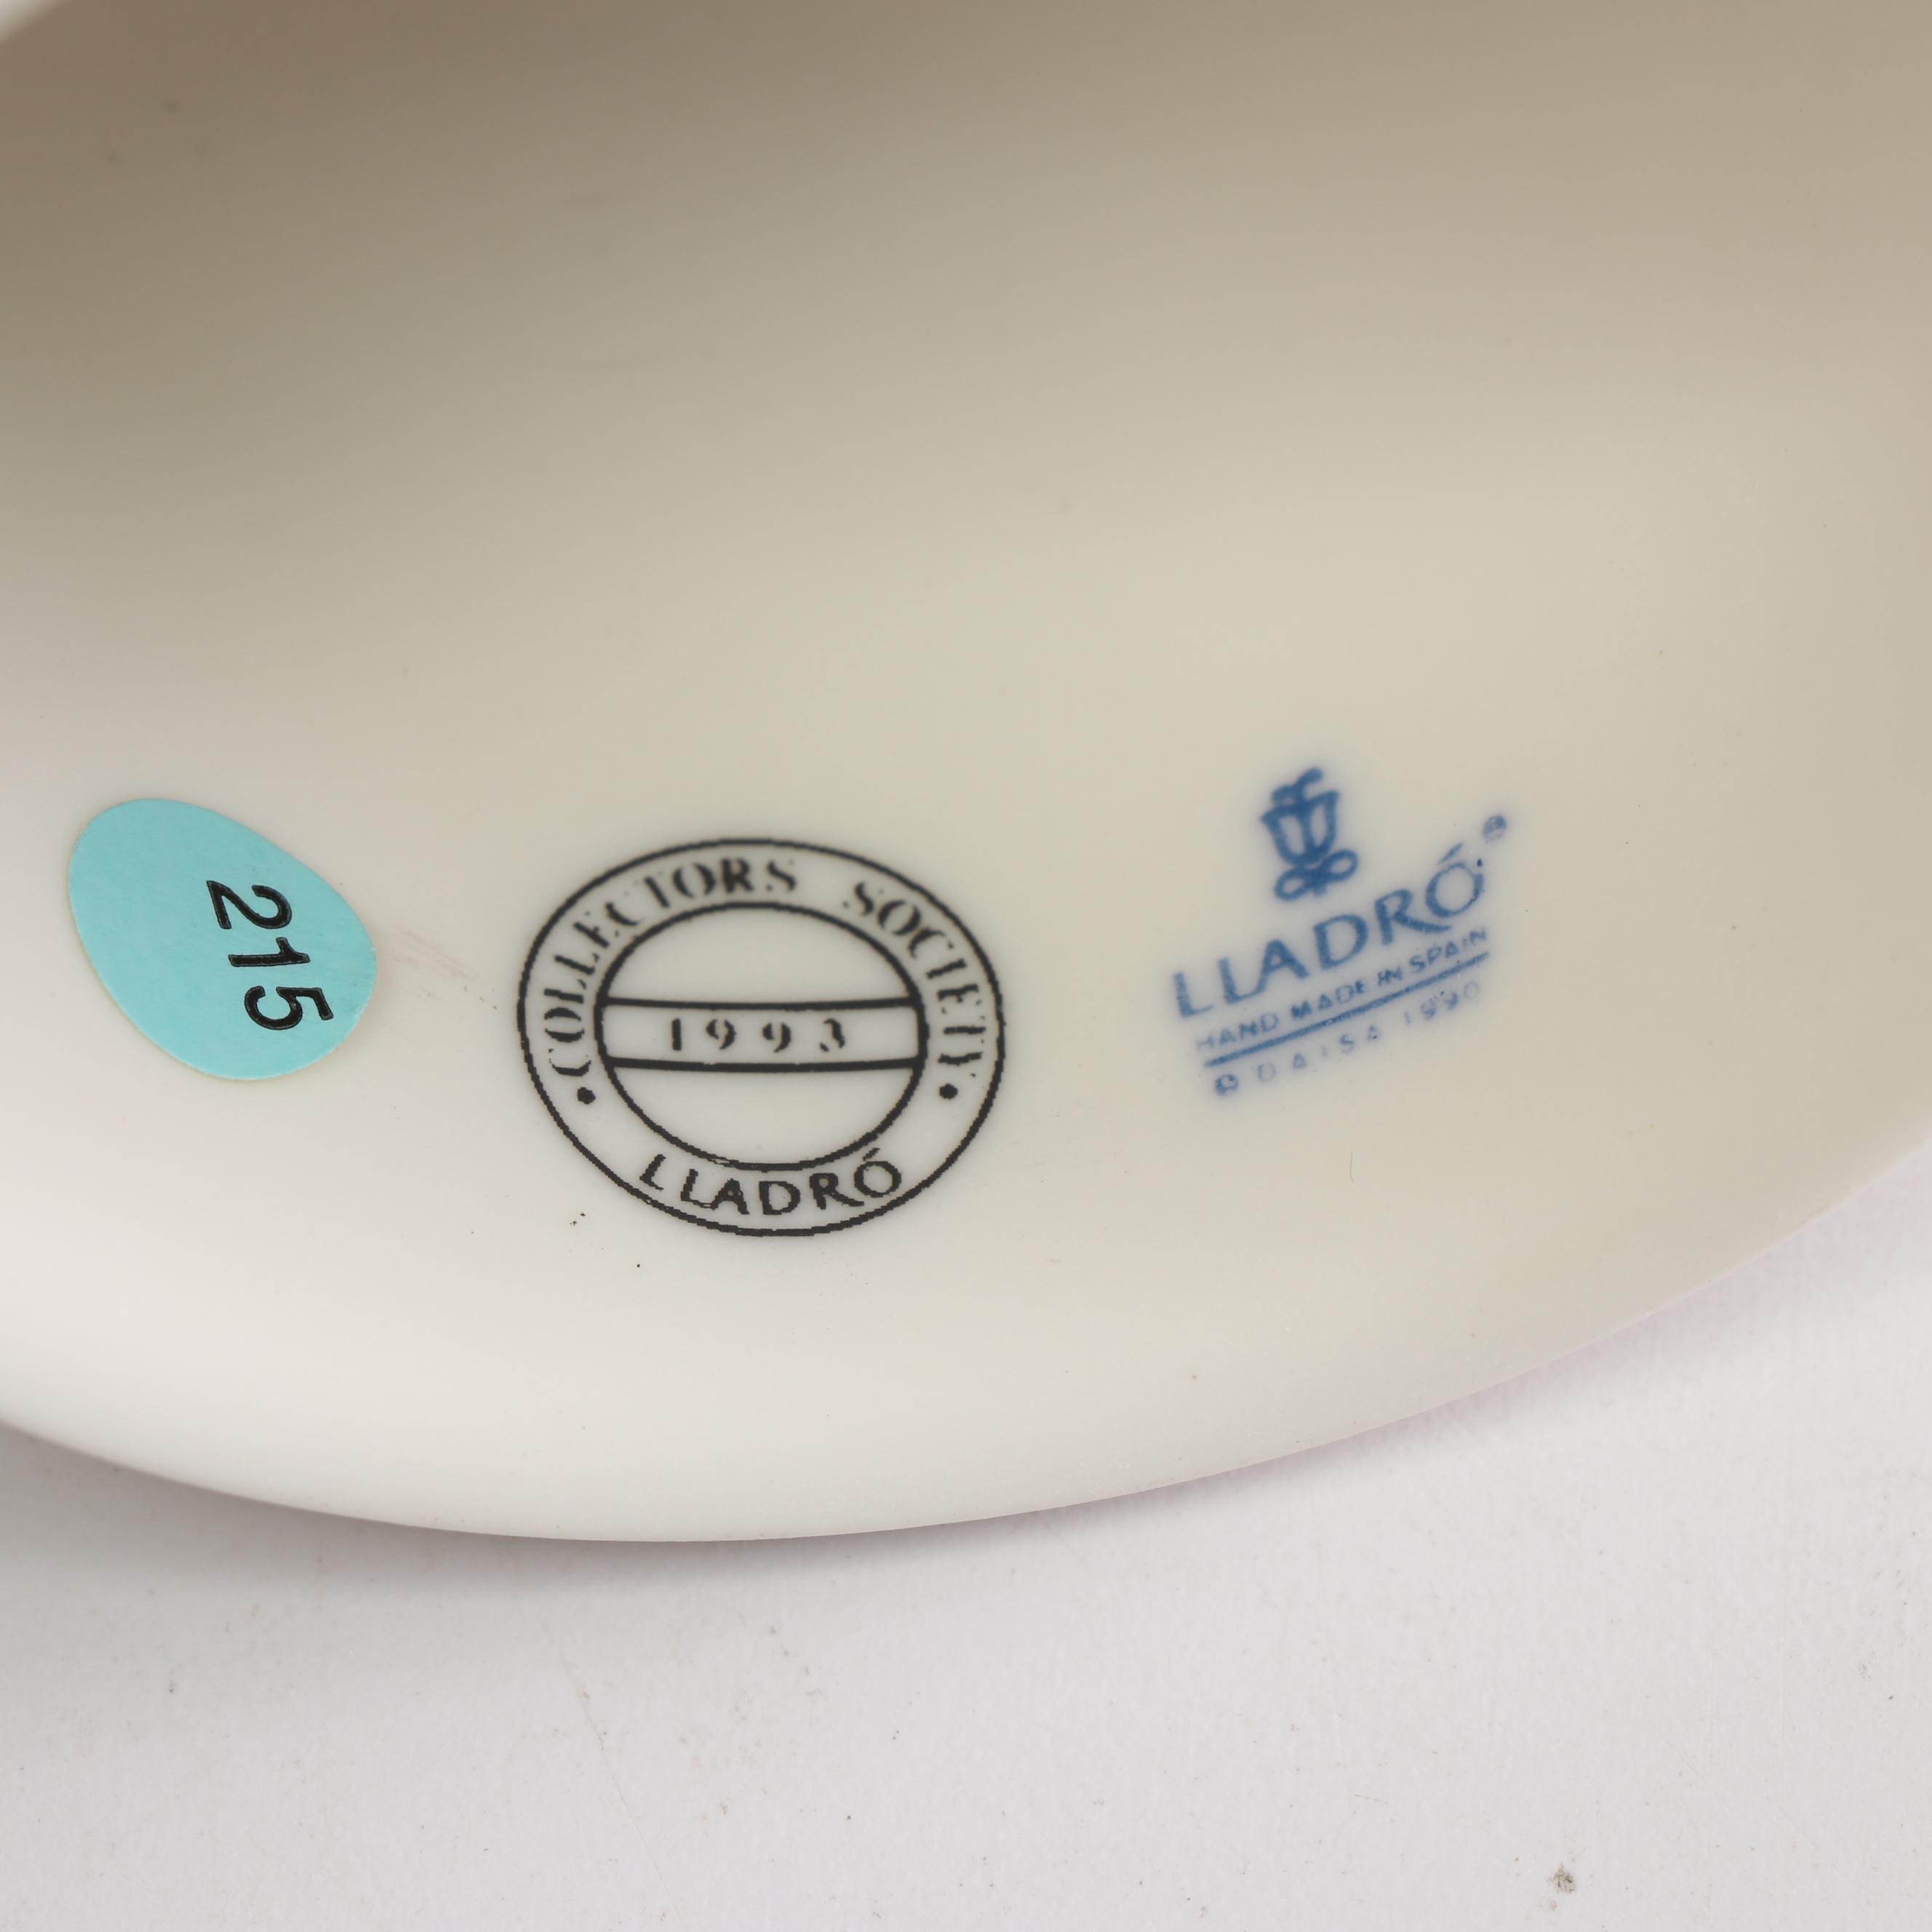 215
COLLECTORS SOCIETY
1993
LLADRÓ
LLADRÓ®
HAND MADE IN SPAIN
© DAISA 1990